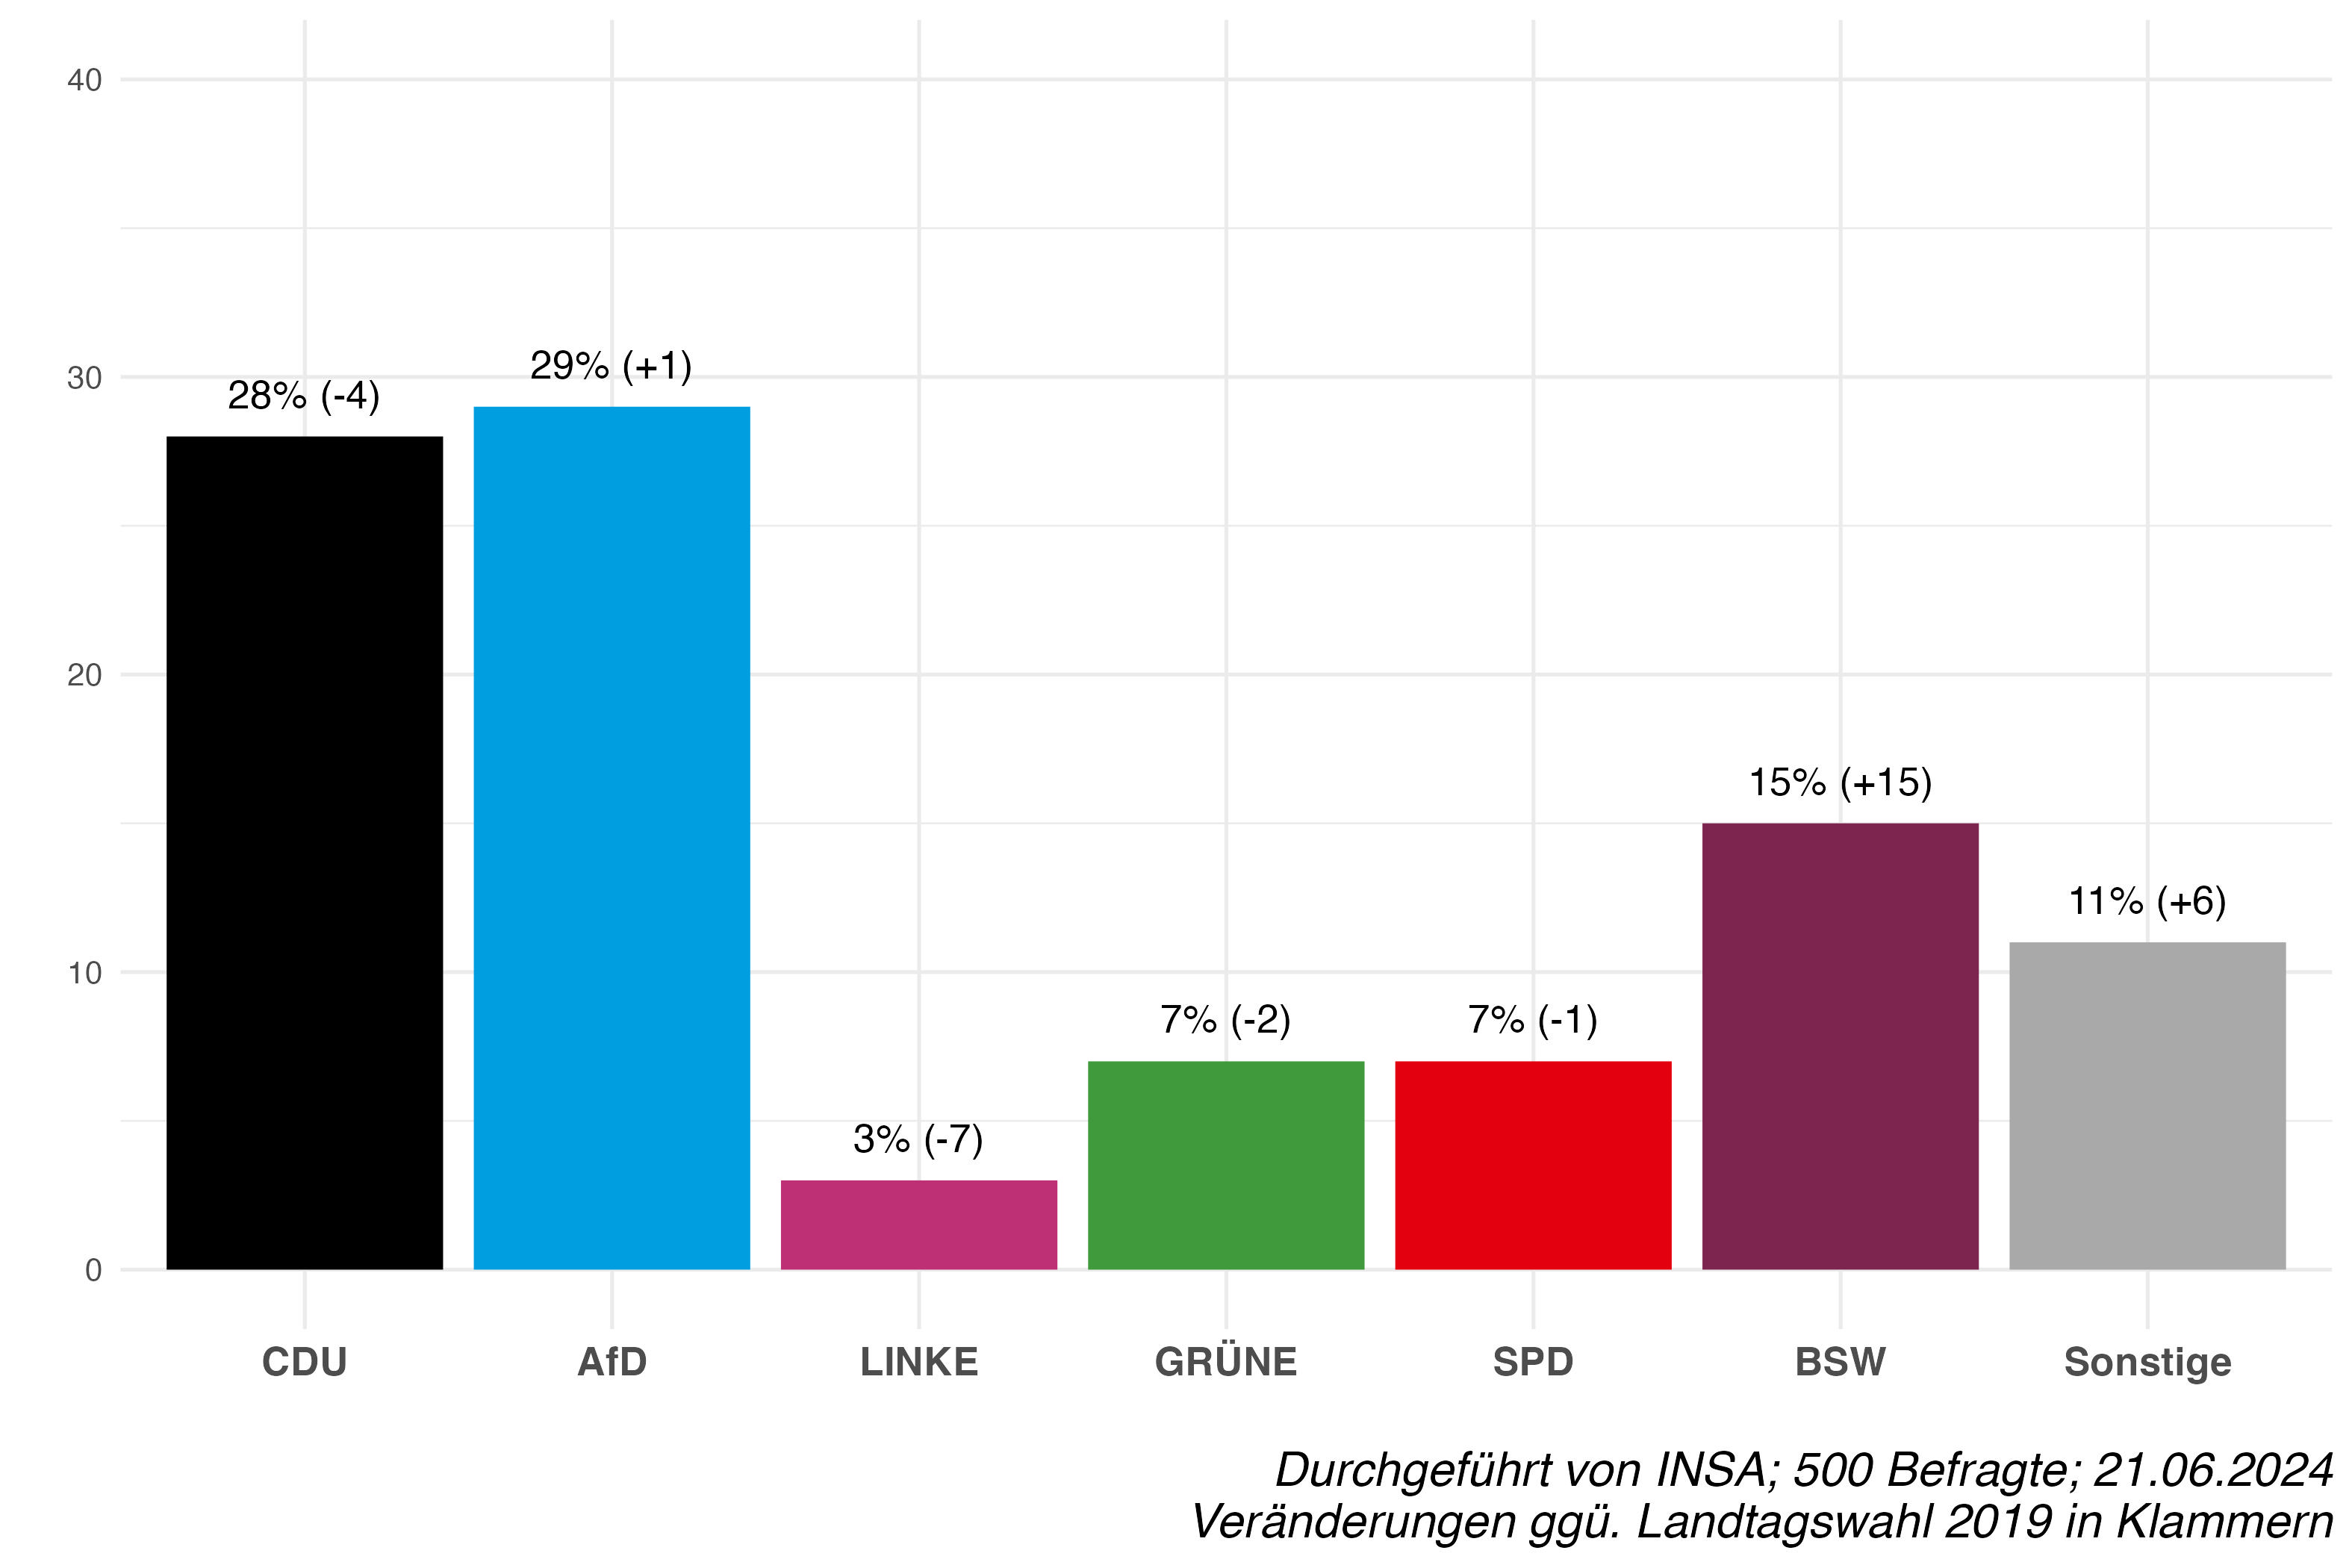 40
30
20
10
0
28% (-4)
29% (+1)
3% (-7)
7% (-2)
7% (-1)
15% (+15)
11% (+6)
CDU
AfD
LINKE
GRÜNE
SPD
BSW
Sonstige
Durchgeführt von INSA; 500 Befragte; 21.06.2024
Veränderungen ggü. Landtagswahl 2019 in Klammern